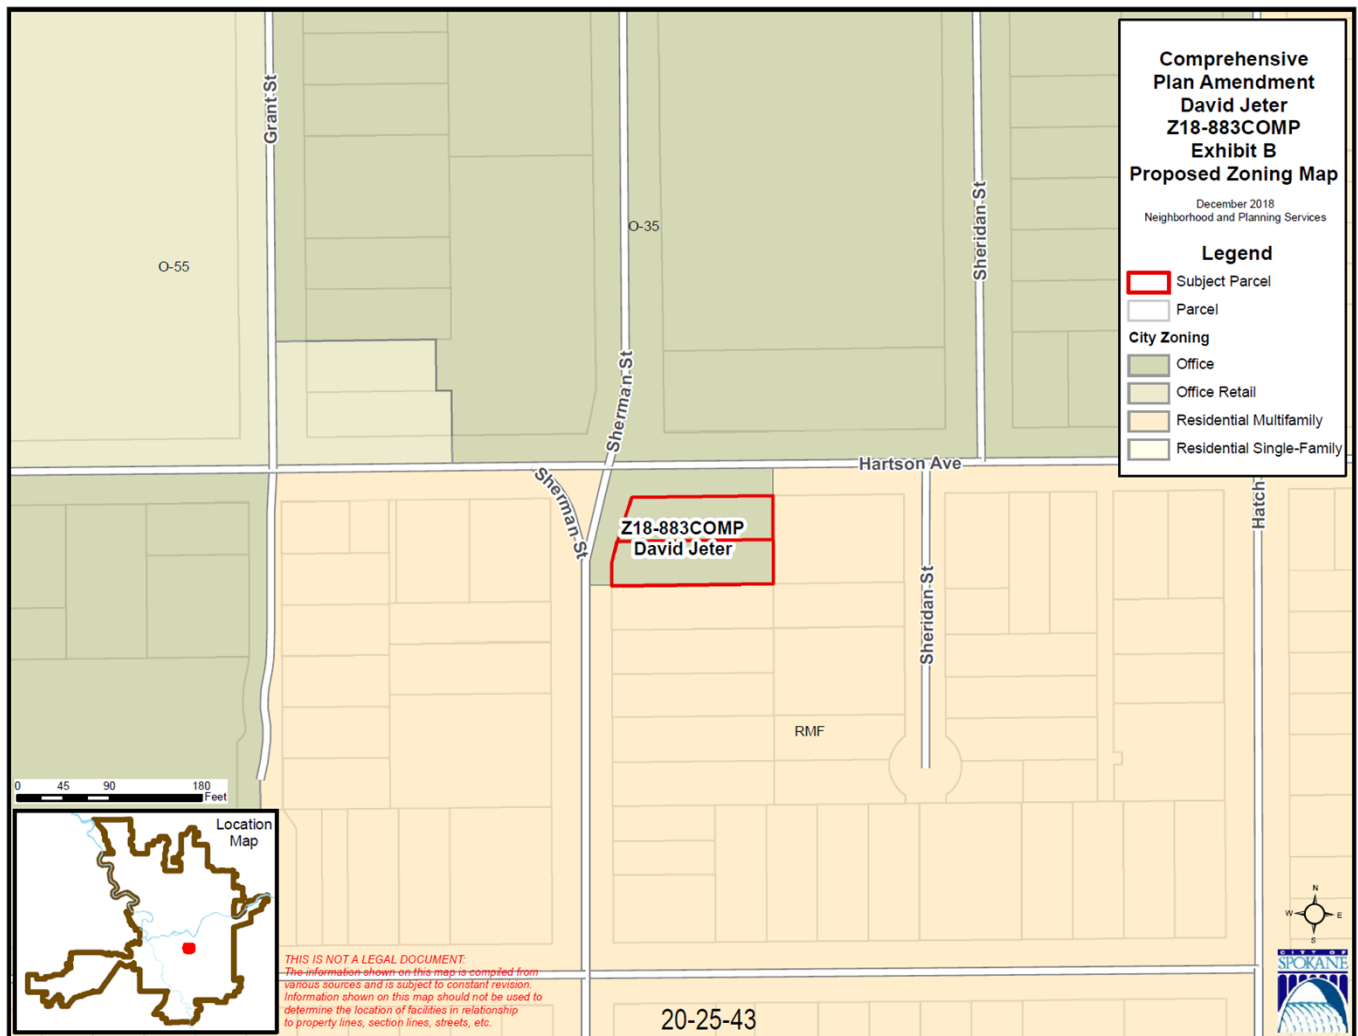 Comprehensive
Plan Amendment
David Jeter
Z18-883COMP
Exhibit B
Proposed Zoning Map
December 2018
Neighborhood and Planning Services
Legend
Subject Parcel
Parcel
City Zoning
Office
Office Retail
Residential Multifamily
Residential Single-Family
Grant St
Sherman St
Sheridan St
O-35
O-55
Hartson Ave
Sherman St
Z18-883COMP
David Jeter
Hatch
Sheridan St
RMF
0 45 90 180
Feet
Location
Map
THIS IS NOT A LEGAL DOCUMENT:
The information shown on this map is compiled from
various sources and is subject to constant revision.
Information shown on this map should not be used to
determine the location of facilities in relationship
to property lines, section lines, streets, etc.
20-25-43
N
W E
S
CITY OF
SPOKANE